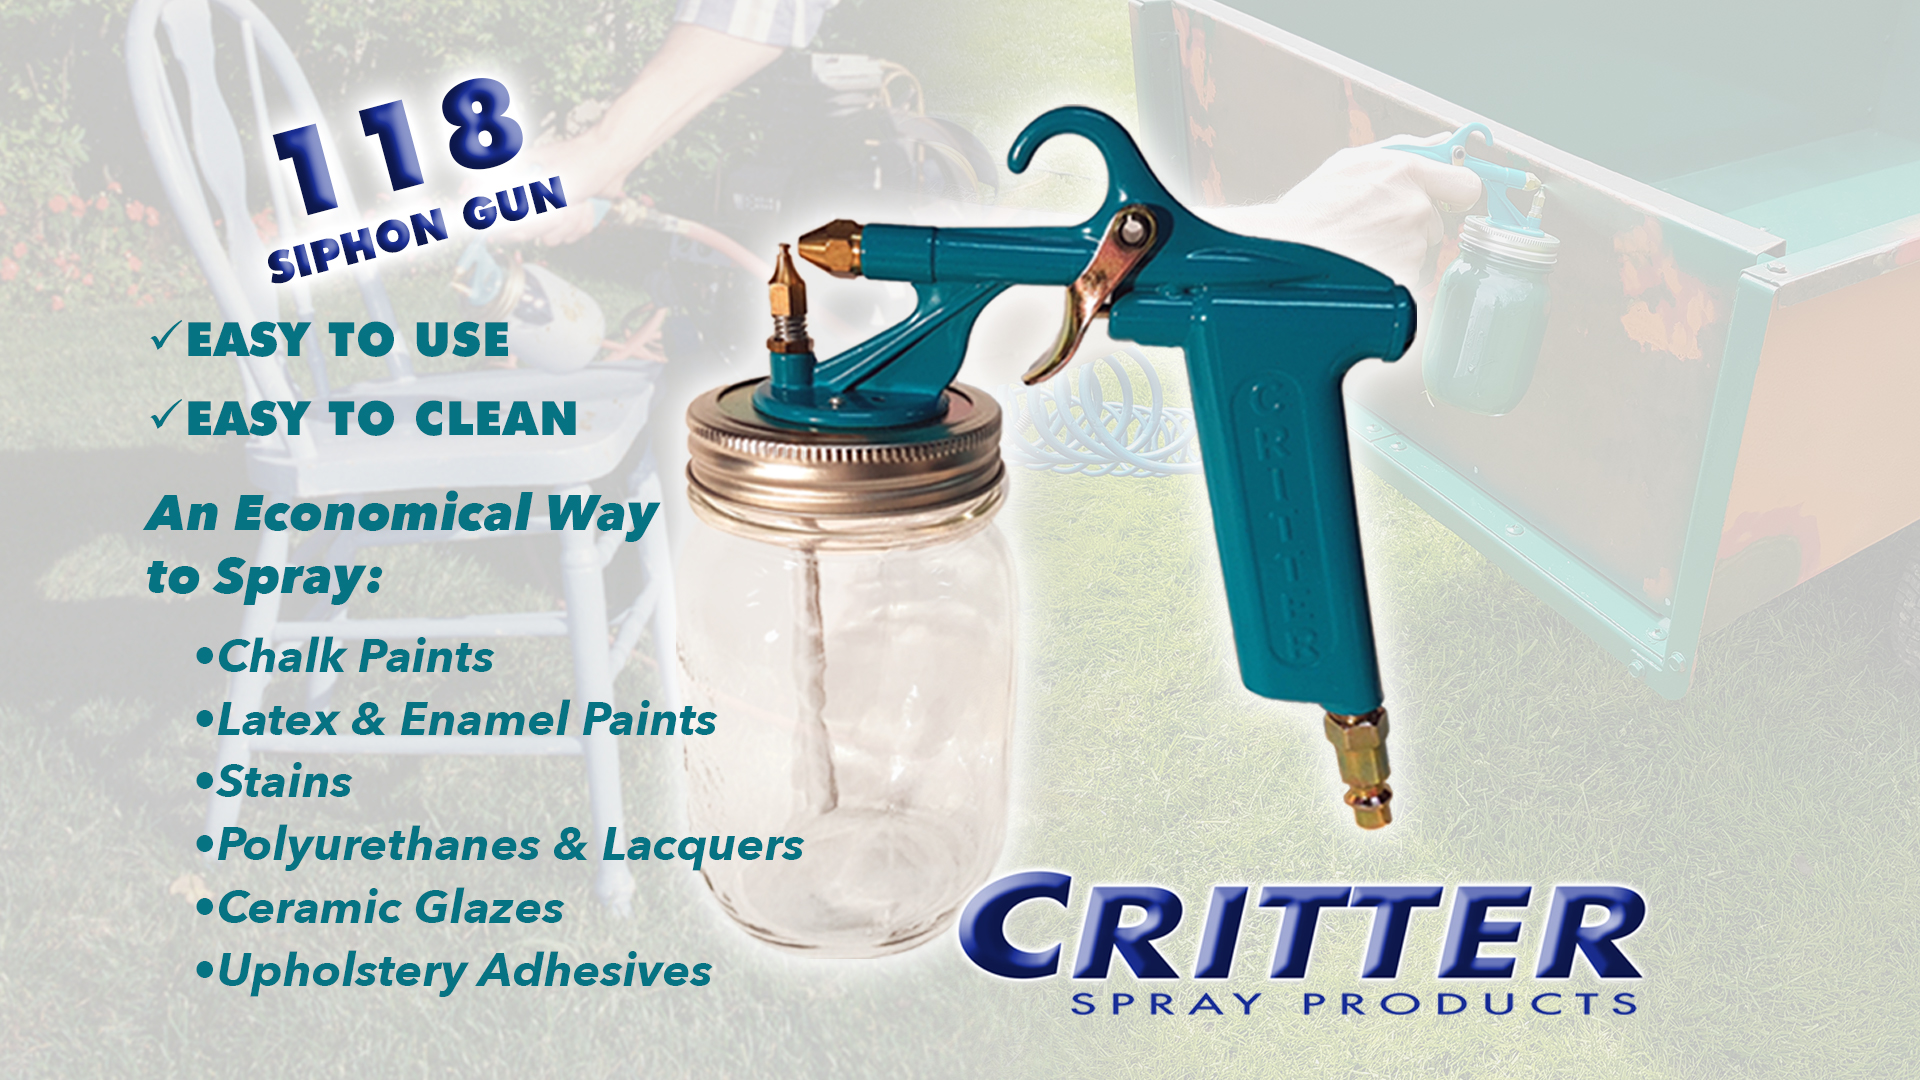 118
SIPHON GUN
✓EASY TO USE
✓EASY TO CLEAN
An Economical Way
to Spray:
•Chalk Paints
•Latex & Enamel Paints
•Stains
•Polyurethanes & Lacquers
•Ceramic Glazes
•Upholstery Adhesives
CRITTER
CRITTER
SPRAY PRODUCTS